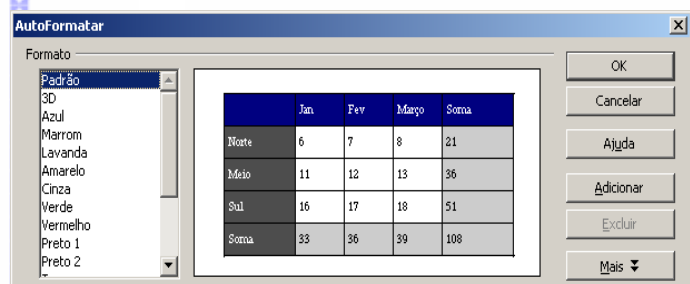 AutoFormatar
Formato
Padrão
3D
Azul
Marrom
Lavanda
Amarelo
Cinza
Verde
Vermelho
Preto 1
Preto 2
Jan Fev Março Soma
Norte 6 7 8 21
Meio 11 12 13 36
Sul 16 17 18 51
Soma 33 36 39 108
OK
Cancelar
Ajuda
Adicionar
Excluir
Mais